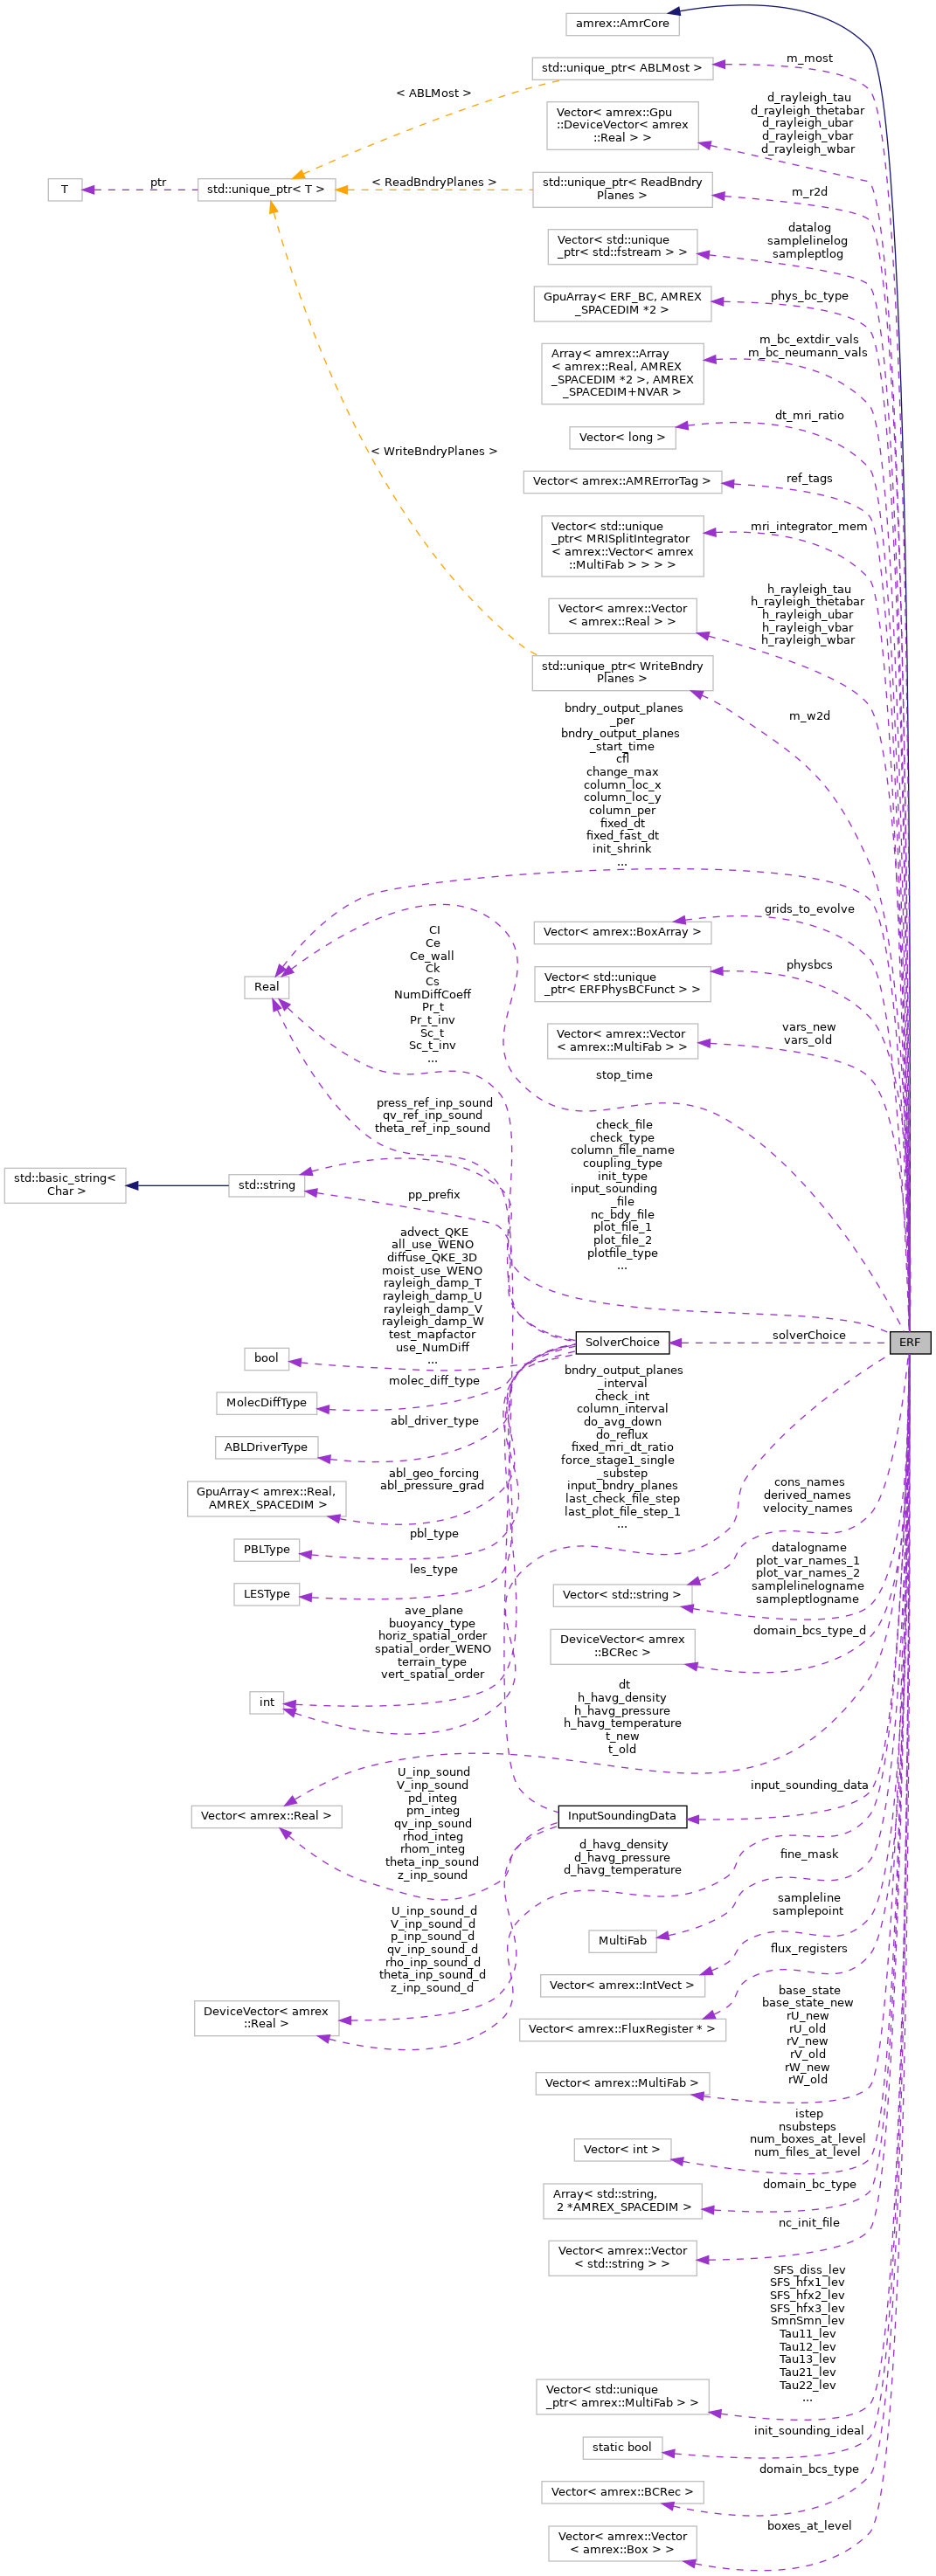 amrex::AmrCore
m_most
std::unique_ptr< ABLMost >
< ABLMost >
d_rayleigh_tau
d_rayleigh_thetabar
d_rayleigh_ubar
d_rayleigh_vbar
d_rayleigh_wbar
Vector< amrex::Gpu
::DeviceVector< amrex
::Real > >
T
ptr
std::unique_ptr< T >
< ReadBndryPlanes >
std::unique_ptr< ReadBndry
Planes >
m_r2d
datalog
samplelinelog
sampleptlog
Vector< std::unique
_ptr< std::fstream > >
phys_bc_type
GpuArray< ERF_BC, AMREX
_SPACEDIM *2 >
m_bc_extdir_vals
m_bc_neumann_vals
Array< amrex::Array
< amrex::Real, AMREX
_SPACEDIM *2 >, AMREX
_SPACEDIM+NVAR >
dt_mri_ratio
Vector< long >
< WriteBndryPlanes >
ref_tags
Vector< amrex::AMRErrorTag >
mri_integrator_mem
Vector< std::unique
_ptr< MRISplitIntegrator
< amrex::Vector< amrex
::MultiFab > > > >
h_rayleigh_tau
h_rayleigh_thetabar
h_rayleigh_ubar
h_rayleigh_vbar
h_rayleigh_wbar
Vector< amrex::Vector
< amrex::Real > >
std::unique_ptr< WriteBndry
Planes >
m_w2d
bndry_output_planes
_per
bndry_output_planes
_start_time
cfl
change_max
column_loc_x
column_loc_y
column_per
fixed_dt
fixed_fast_dt
init_shrink
...
grids_to_evolve
Vector< amrex::BoxArray >
CI
Ce
Ce_wall
Ck
Cs
NumDiffCoeff
Pr_t
Pr_t_inv
Sc_t
Sc_t_inv
...
Real
physbcs
Vector< std::unique
_ptr< ERFPhysBCFunct > >
vars_new
vars_old
Vector< amrex::Vector
< amrex::MultiFab > >
stop_time
press_ref_inp_sound
qv_ref_inp_sound
theta_ref_inp_sound
check_file
check_type
column_file_name
coupling_type
init_type
input_sounding
_file
nc_bdy_file
plot_file_1
plot_file_2
plotfile_type
...
std::basic_string<
Char >
std::string
pp_prefix
advect_QKE
all_use_WENO
diffuse_QKE_3D
moist_use_WENO
rayleigh_damp_T
rayleigh_damp_U
rayleigh_damp_V
rayleigh_damp_W
test_mapfactor
use_NumDiff
...
SolverChoice
solverChoice
ERF
bool
molec_diff_type
MolecDiffType
abl_driver_type
ABLDriverType
abl_geo_forcing
abl_pressure_grad
GpuArray< amrex::Real,
AMREX_SPACEDIM >
bndry_output_planes
_interval
check_int
column_interval
do_avg_down
do_reflux
fixed_mri_dt_ratio
force_stage1_single
_substep
input_bndry_planes
last_check_file_step
last_plot_file_step_1
...
cons_names
derived_names
velocity_names
pbl_type
PBLType
les_type
LESType
datalogname
plot_var_names_1
plot_var_names_2
samplelinelogname
sampleptlogname
Vector< std::string >
ave_plane
buoyancy_type
horiz_spatial_order
spatial_order_WENO
terrain_type
vert_spatial_order
int
domain_bcs_type_d
DeviceVector< amrex
::BCRec >
dt
h_havg_density
h_havg_pressure
h_havg_temperature
t_new
t_old
U_inp_sound
V_inp_sound
pd_integ
pm_integ
qv_inp_sound
rhod_integ
rhom_integ
theta_inp_sound
z_inp_sound
Vector< amrex::Real >
InputSoundingData
input_sounding_data
d_havg_density
d_havg_pressure
d_havg_temperature
fine_mask
MultiFab
U_inp_sound_d
V_inp_sound_d
p_inp_sound_d
qv_inp_sound_d
rho_inp_sound_d
theta_inp_sound_d
z_inp_sound_d
DeviceVector< amrex
::Real >
sampleline
samplepoint
Vector< amrex::IntVect >
flux_registers
Vector< amrex::FluxRegister * >
base_state
base_state_new
rU_new
rU_old
rV_new
rV_old
rW_new
rW_old
Vector< amrex::MultiFab >
istep
nsubsteps
num_boxes_at_level
num_files_at_level
Vector< int >
domain_bc_type
Array< std::string,
2 *AMREX_SPACEDIM >
nc_init_file
Vector< amrex::Vector
< std::string > >
SFS_diss_lev
SFS_hfx1_lev
SFS_hfx2_lev
SFS_hfx3_lev
SmnSmn_lev
Tau11_lev
Tau12_lev
Tau13_lev
Tau21_lev
Tau22_lev
...
Vector< std::unique
_ptr< amrex::MultiFab > >
init_sounding_ideal
static bool
domain_bcs_type
Vector< amrex::BCRec >
boxes_at_level
Vector< amrex::Vector
< amrex::Box > >